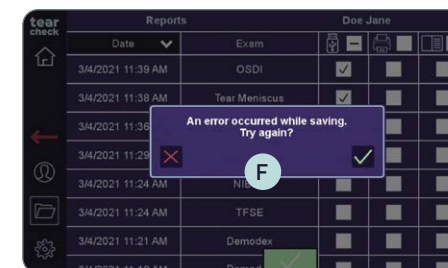 tear
check
Reports
Doe Jane
Date
Exam
3/4/2021 11:39 AM
OSDI
3/4/2021 11:38 AM
Tear Meniscus
3/4/2021 11:36
An error occurred while saving.
Try again?
3/4/2021 11:29
F
3/4/2021 11:24 AM
3/4/2021 11:24 AM
TFSE
3/4/2021 11:21 AM
Demodex